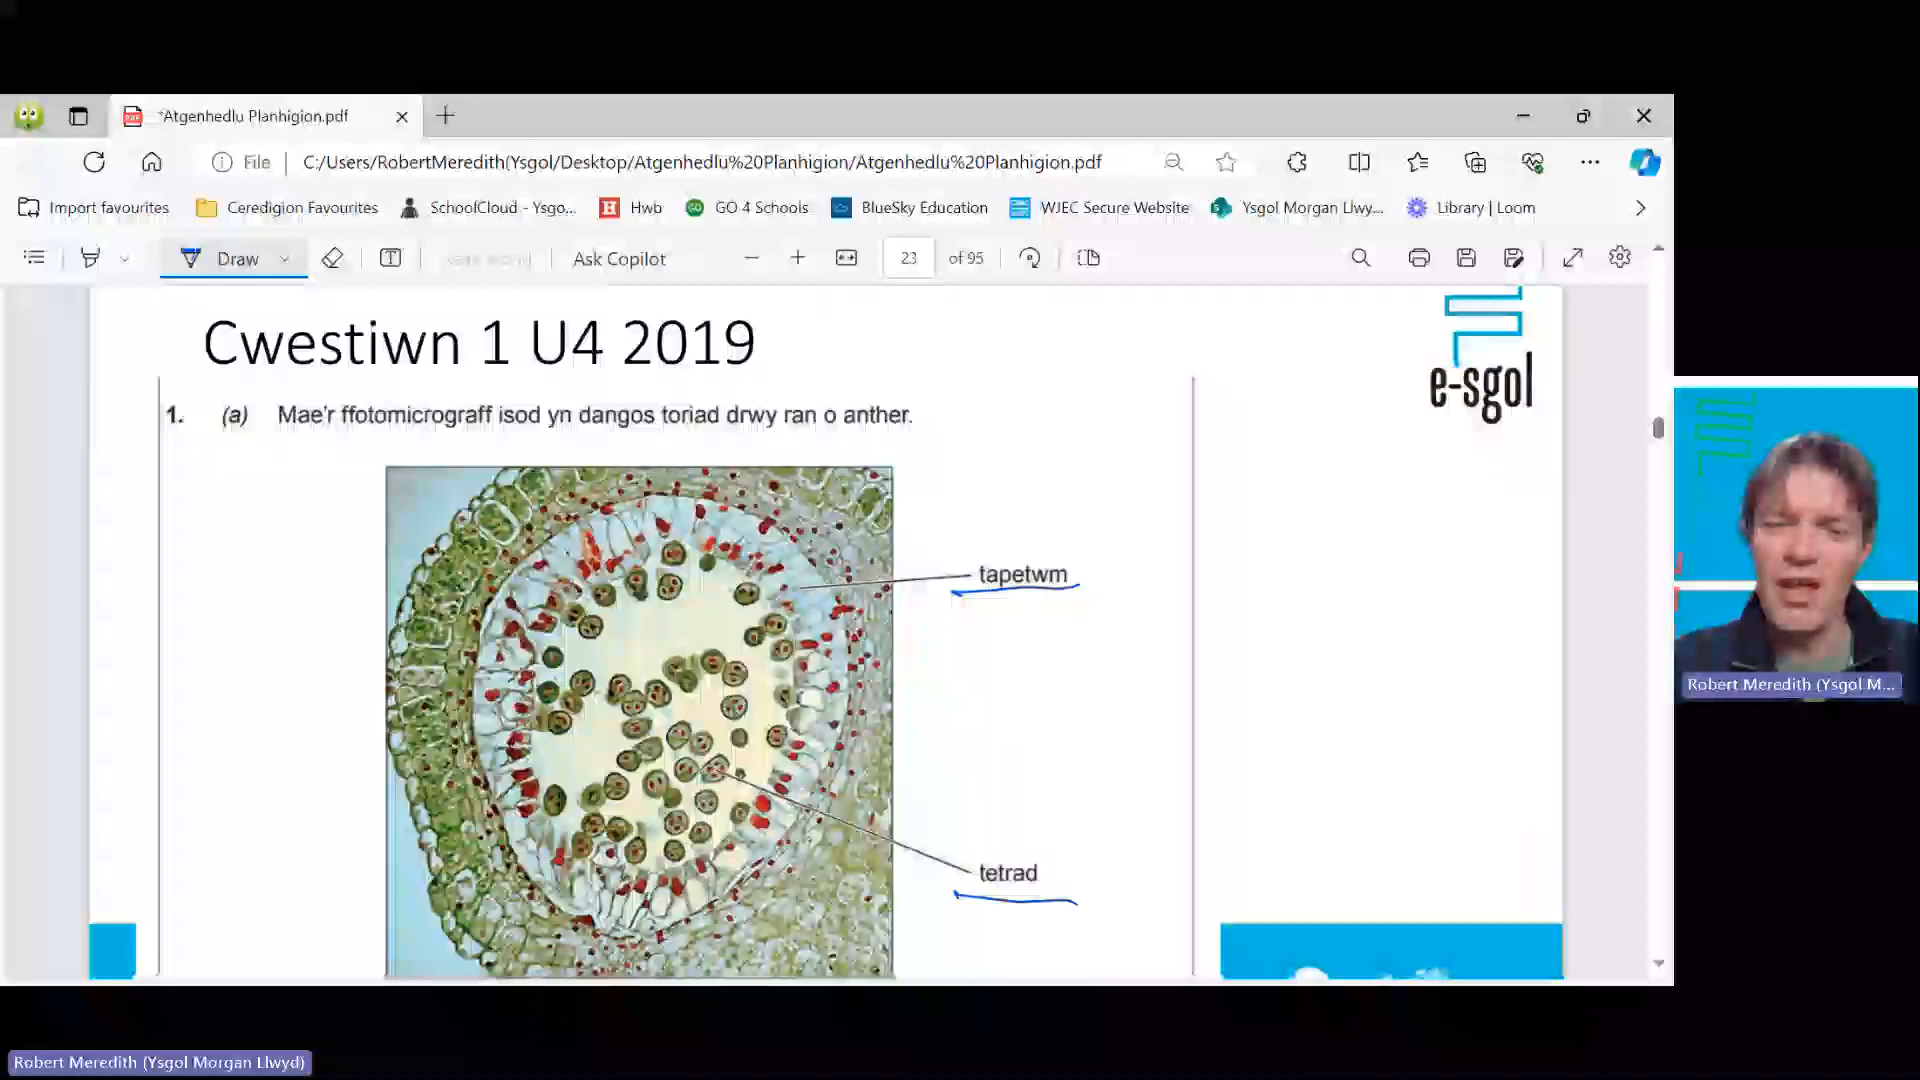 *Atgenhedlu Planhigion.pdf
File
C:/Users/RobertMeredith(Ysgol/Desktop/Atgenhedlu%20Planhigion/Atgenhedlu%20Planhigion.pdf
Import favourites
Ceredigion Favourites
SchoolCloud - Ysgo...
Hwb
GO 4 Schools
BlueSky Education
WJEC Secure Website
Ysgol Morgan Llwy...
Library | Loom
Draw
Ask Copilot
23
of 95
Cwestiwn 1 U4 2019
e-sgol
1. (a) Mae'r ffotomicrograff isod yn dangos toriad drwy ran o anther.
tapetwm
tetrad
Robert Meredith (Ysgol M...
Robert Meredith (Ysgol Morgan Llwyd)